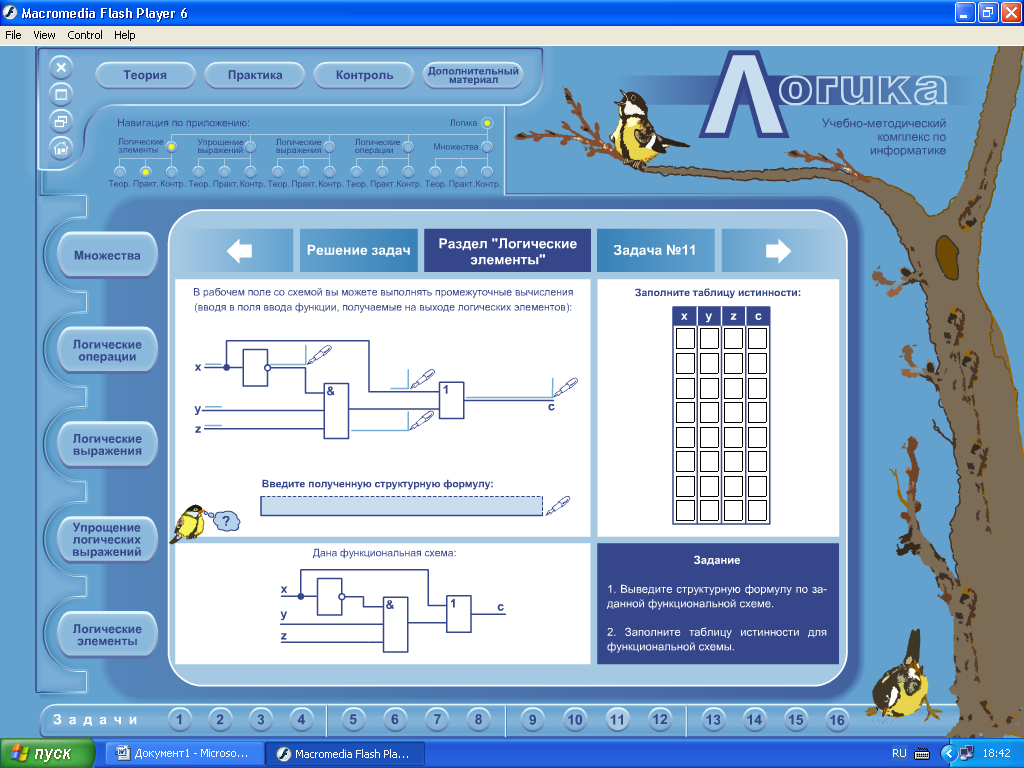 Macromedia Flash Player 6
File View Control Help
Теория
Практика
Контроль
Дополнительный
материал
Логика
Учебно-методический
комплекс по
информатике
Навигация по приложению:
Логика
Логические
элементы
Упрощение
выражений
Логические
выражения
Логические
операции
Множества
Теор. Практ. Контр. Теор. Практ. Контр. Теор. Практ. Контр. Теор. Практ. Контр. Теор. Практ. Контр.
Множества
Логические
операции
Логические
выражения
Упрощение
логических
выражений
Логические
элементы
Решение задач
Раздел "Логические
элементы"
Задача №11
В рабочем поле со схемой вы можете выполнять промежуточные вычисления
(вводя в поля ввода функции, получаемые на выходе логических элементов):
x
&
1
y
c
z
Введите полученную структурную формулу:
?
Заполните таблицу истинности:
x y z c
Дана функциональная схема:
x
&
1
c
y
z
Задание
1. Выведите структурную формулу по за-
данной функциональной схеме.
2. Заполните таблицу истинности для
функциональной схемы.
Задачи 1 2 3 4 5 6 7 8 9 10 11 12 13 14 15 16
пуск
Документ1 - Microso...
Macromedia Flash Pla...
RU
18:42